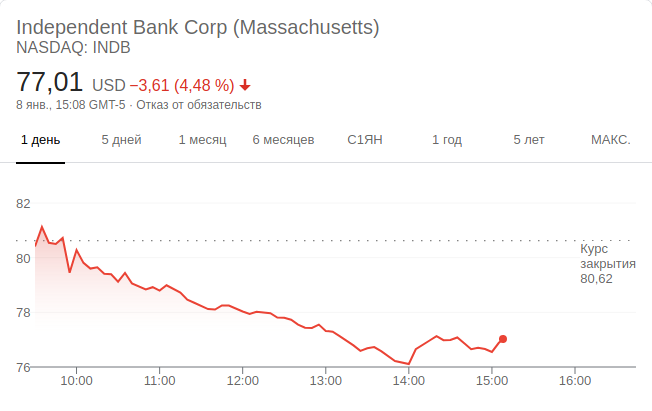 Independent Bank Corp (Massachusetts)
NASDAQ: INDB
77,01 USD −3,61 (4,48 %)
8 янв., 15:08 GMT-5 · Отказ от обязательств
1 день 5 дней 1 месяц 6 месяцев С1ЯН 1 год 5 лет МАКС.
82
80
78
76
Курс
закрытия
80,62
10:00 11:00 12:00 13:00 14:00 15:00 16:00